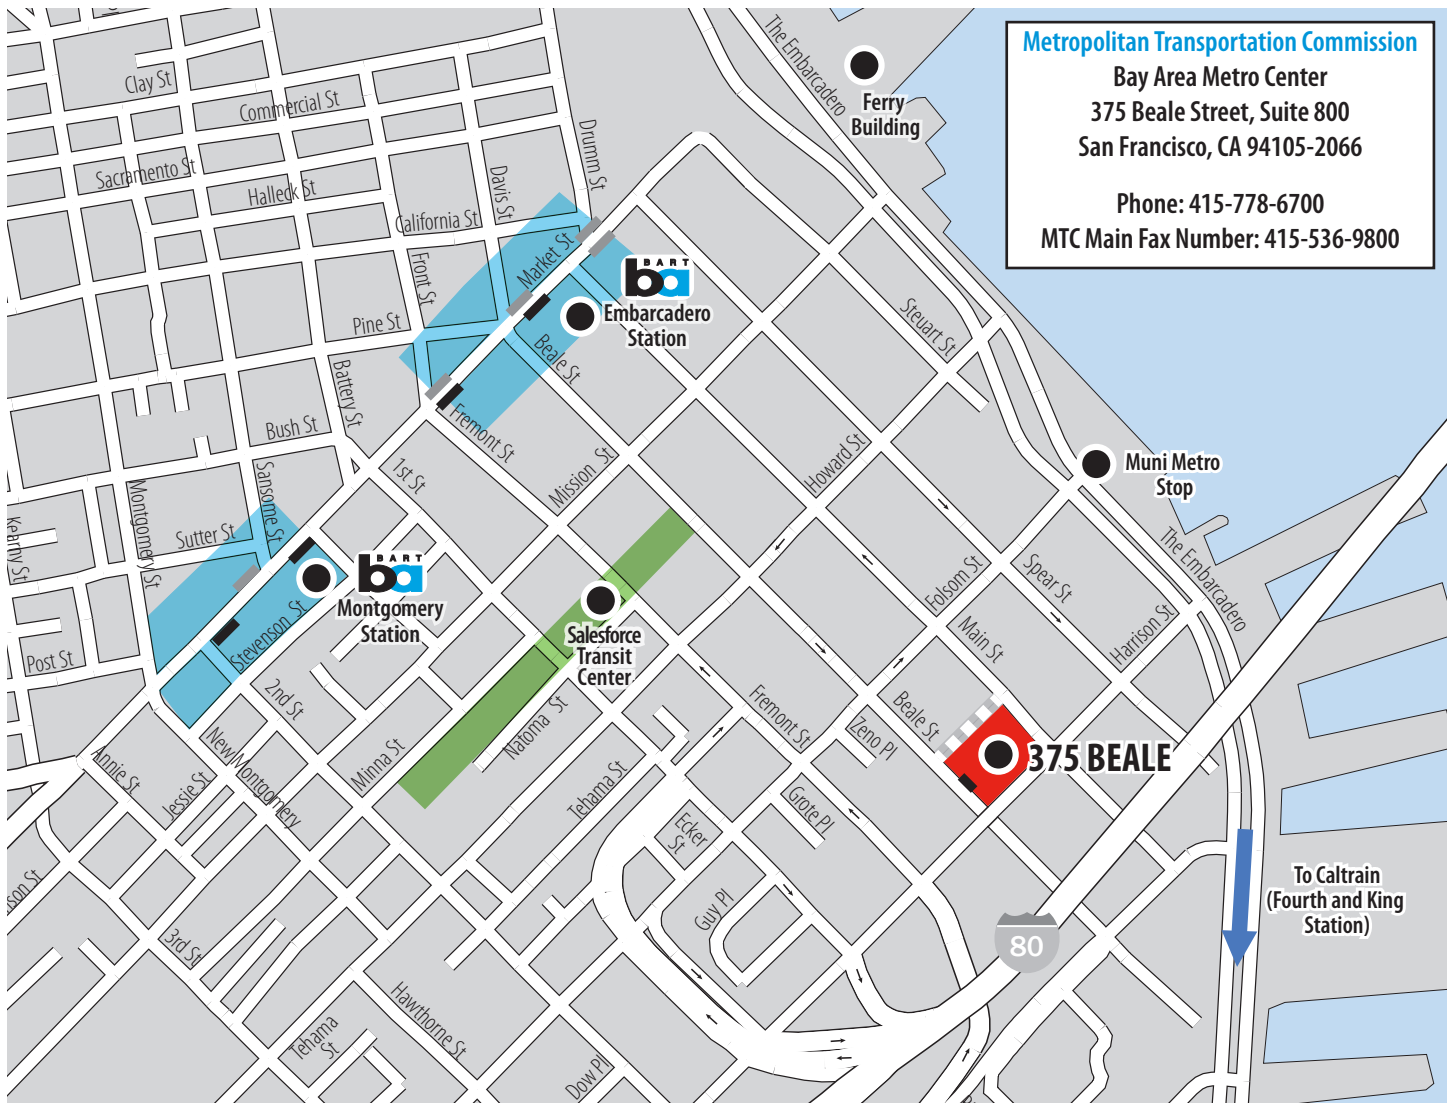 Metropolitan Transportation Commission
Bay Area Metro Center
375 Beale Street, Suite 800
San Francisco, CA 94105-2066
Phone: 415-778-6700
MTC Main Fax Number: 415-536-9800
The Embarcadero
Ferry
Building
Clay St
Commercial St
Sacramento St
Halleck St
Drumm St
Davis St
California St
Front St
Market St
BART
ba
Embarcadero
Station
Pine St
Beale St
Steuart St
Battery St
Fremont St
Bush St
1st St
Mission St
Howard St
Muni Metro
Stop
Sansome St
Montgomery St
Kearny St
Sutter St
BART
ba
Montgomery
Station
Stevenson St
Post St
Salesforce
Transit
Center
Folsom St
Spear St
The Embarcadero
Harrison St
Main St
2nd St
New Montgomery
Minna St
Natoma St
Fremont St
Beale St
Zeno Pl
375 BEALE
Annie St
Jessie St
Tehama St
Ecker
St
Grote Pl
Guy Pl
80
To Caltrain
(Fourth and King
Station)
3rd St
Hawthorne St
Tehama
St
Dow Pl